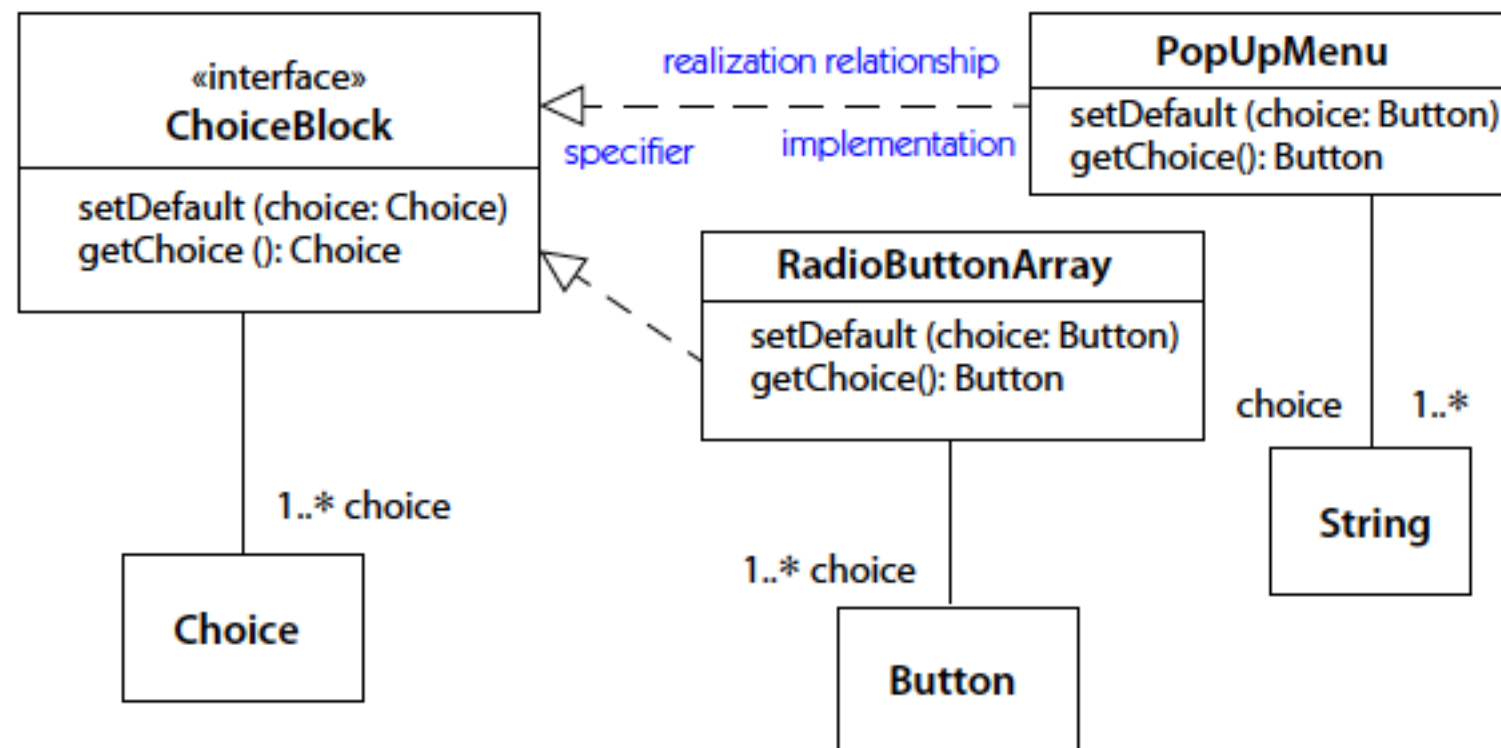 «interface»
ChoiceBlock
setDefault (choice: Choice)
getChoice (): Choice
realization relationship
specifier
implementation
PopUpMenu
setDefault (choice: Button)
getChoice(): Button
RadioButtonArray
setDefault (choice: Button)
getChoice(): Button
choice 1..*
String
1..* choice
Choice
1..* choice
Button